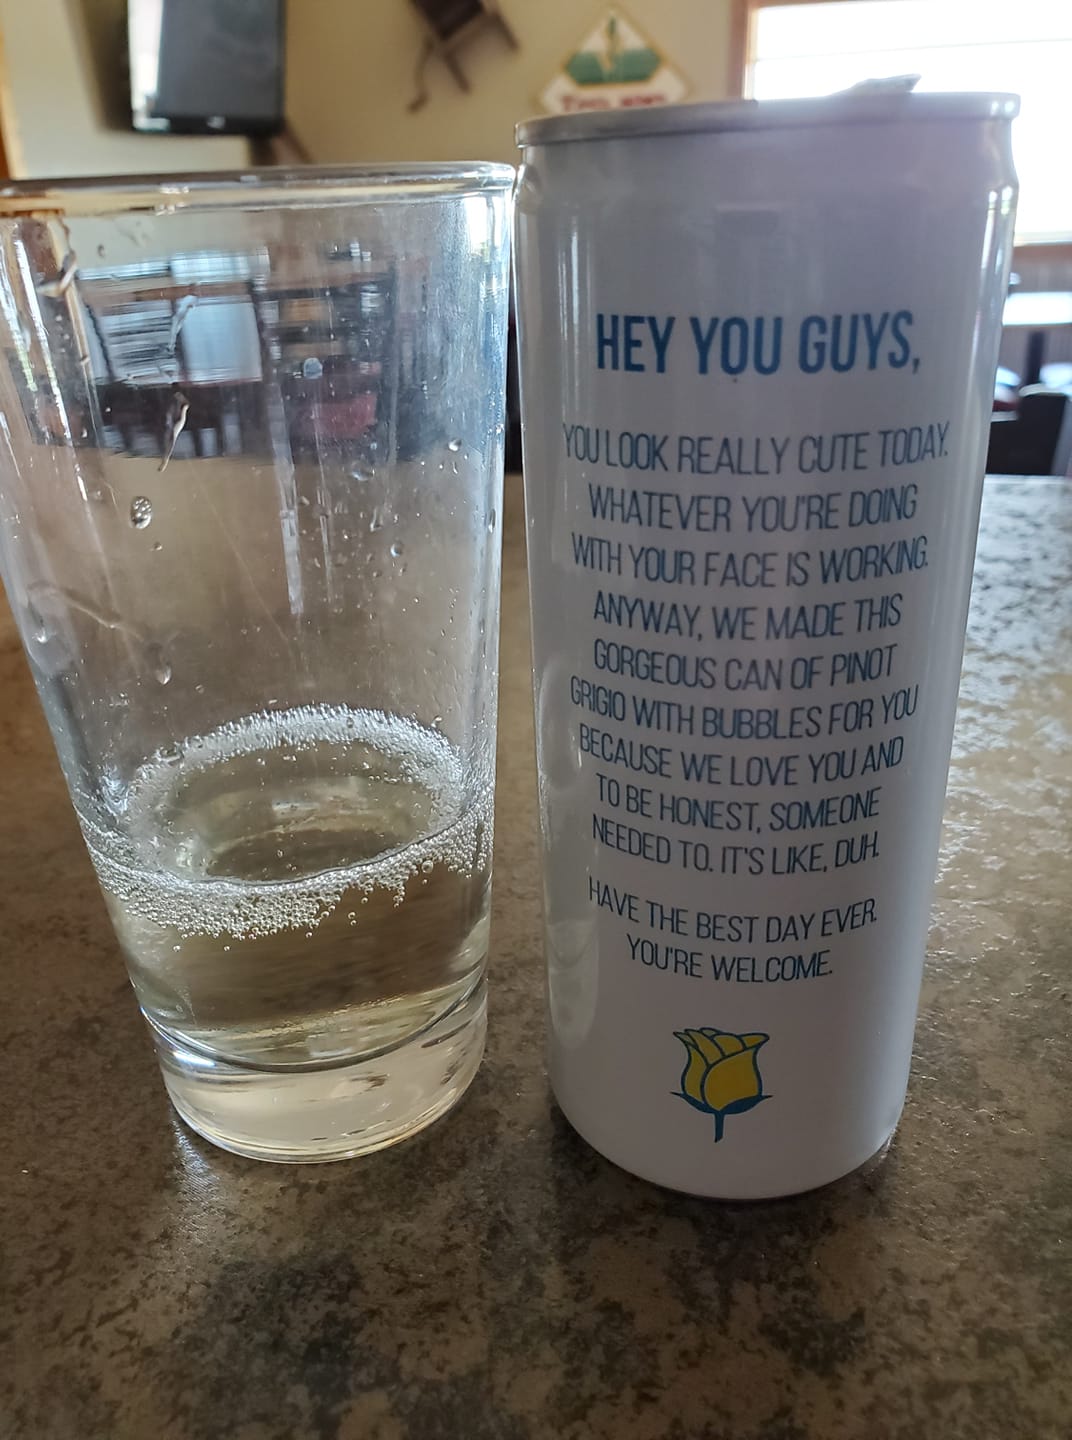 HEY YOU GUYS,
YOU LOOK REALLY CUTE TODAY.
WHATEVER YOU'RE DOING
WITH YOUR FACE IS WORKING.
ANYWAY, WE MADE THIS
GORGEOUS CAN OF PINOT
GRIGIO WITH BUBBLES FOR YOU
BECAUSE WE LOVE YOU AND
TO BE HONEST, SOMEONE
NEEDED TO. IT'S LIKE, DUH.
HAVE THE BEST DAY EVER.
YOU'RE WELCOME.